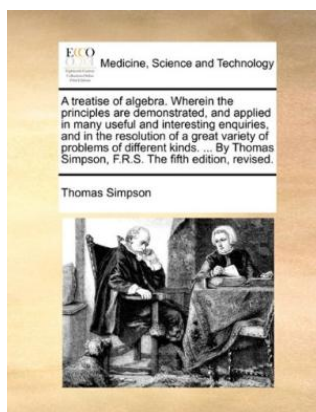 ECCO
Medicine, Science and Technology
A treatise of algebra. Wherein the
principles are demonstrated, and applied
in many useful and interesting enquiries,
and in the resolution of a great variety of
problems of different kinds. ... By Thomas
Simpson, F.R.S. The fifth edition, revised.
Thomas Simpson